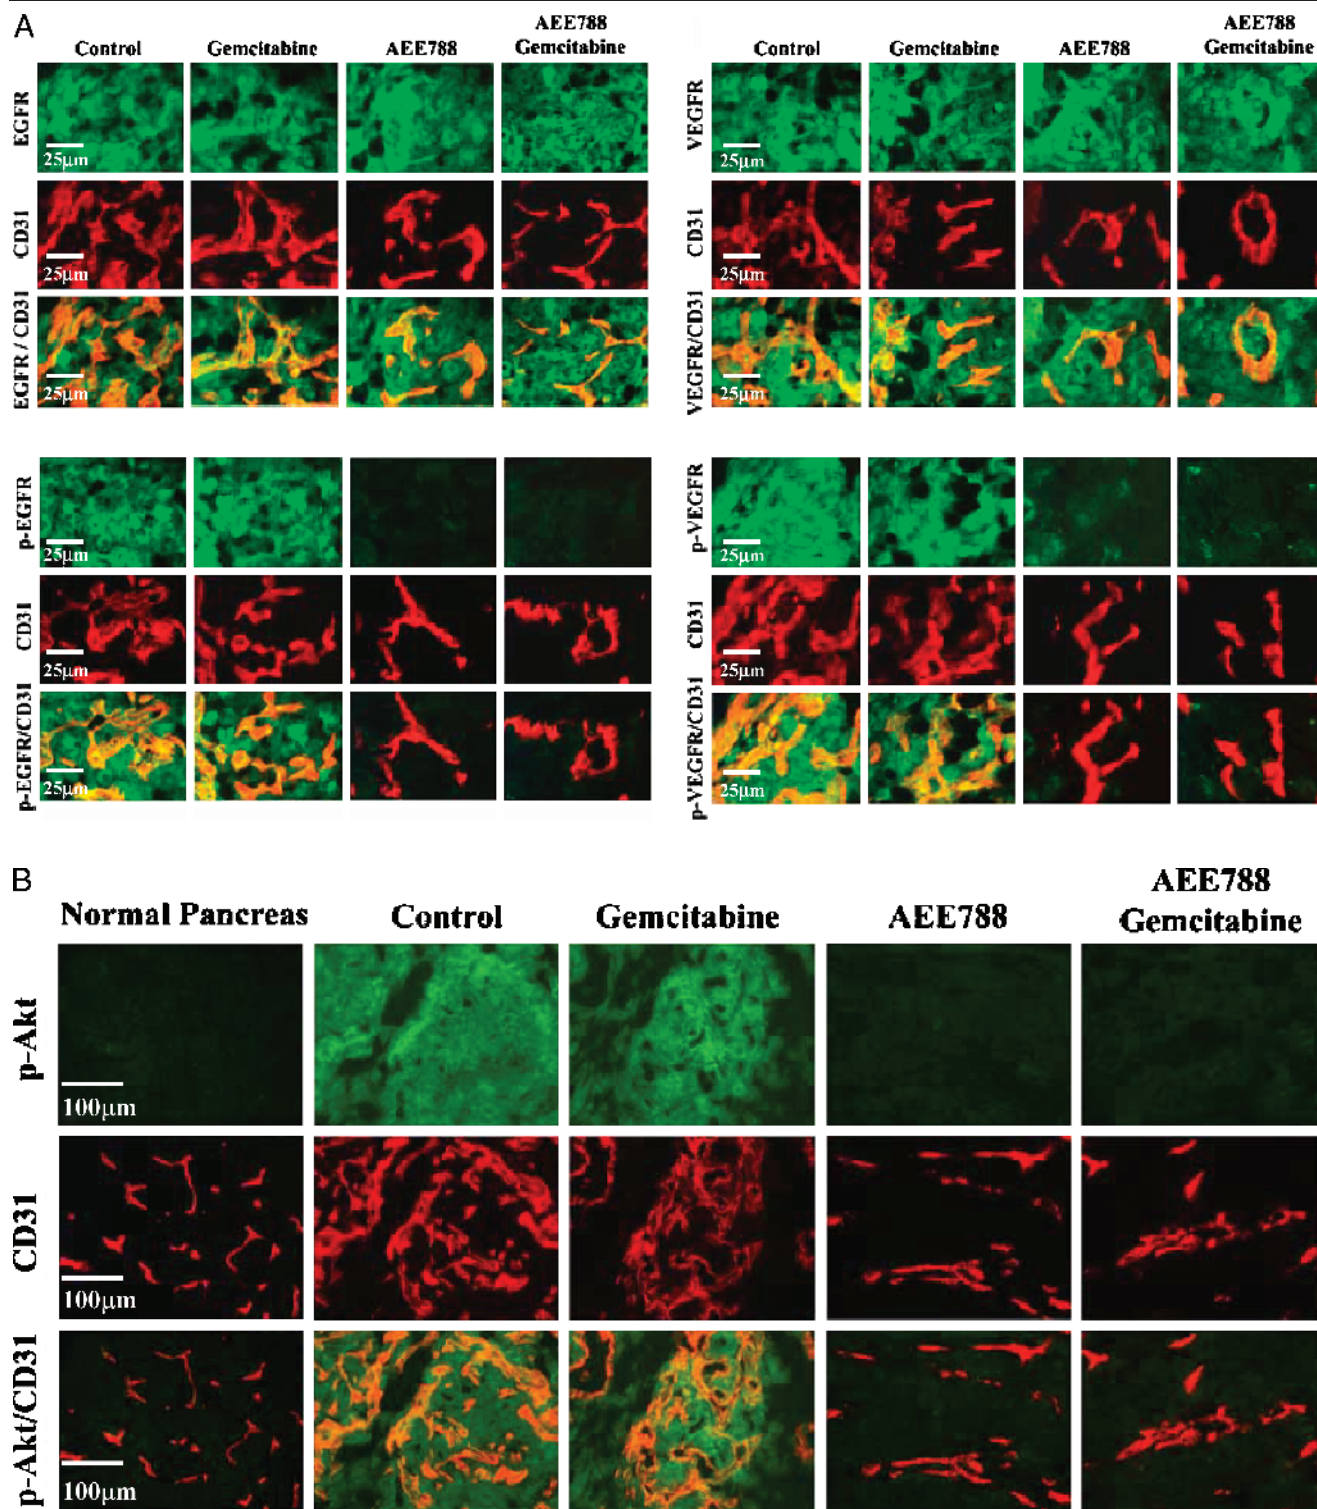 A
Control Gemcitabine AEE788 AEE788 Gemcitabine
EGFR
25μm
CD31
25μm
EGFR / CD31
25μm
Control Gemcitabine AEE788 AEE788 Gemcitabine
VEGFR
25μm
CD31
25μm
VEGFR/CD31
25μm
p-EGFR
25μm
CD31
25μm
p-EGFR/CD31
25μm
p-VEGFR
25μm
CD31
25μm
p-VEGFR/CD31
25μm
B
Normal Pancreas Control Gemcitabine AEE788 AEE788 Gemcitabine
p-Akt
100μm
CD31
100μm
p-Akt/CD31
100μm